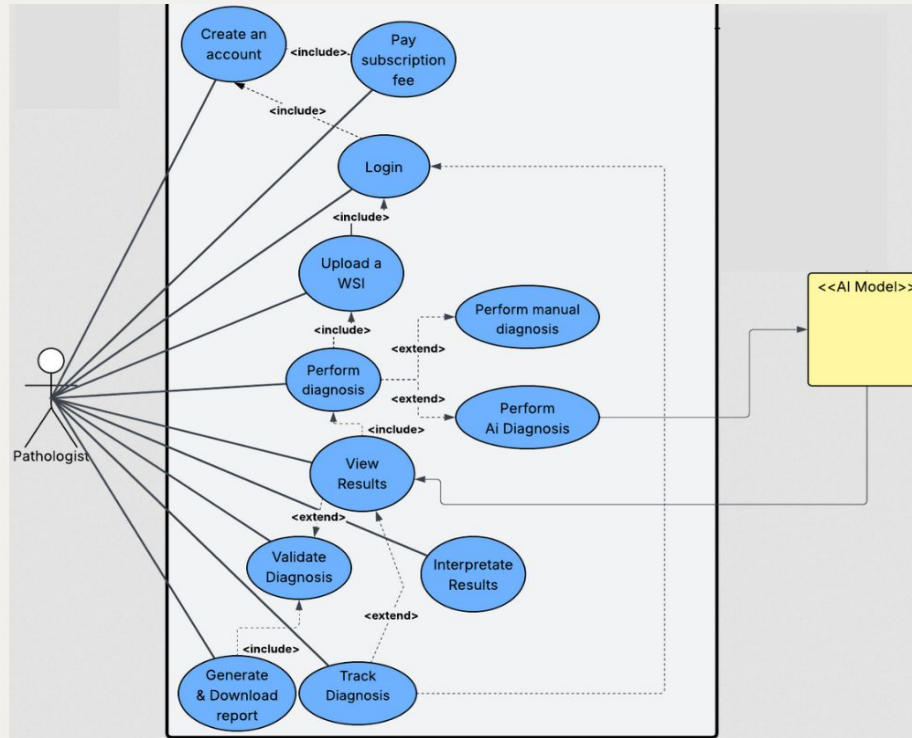 Create an
account
<include>
Pay
subscription
fee
<include>
Login
<include>
Upload a
WSI
<<AI Model>>
<include>
Perform manual
diagnosis
<extend>
Perform
diagnosis
<extend>
Perform
Ai Diagnosis
<include>
View
Results
Pathologist
<extend>
Validate
Diagnosis
Interpretate
Results
<extend>
<include>
Generate
& Download
report
Track
Diagnosis